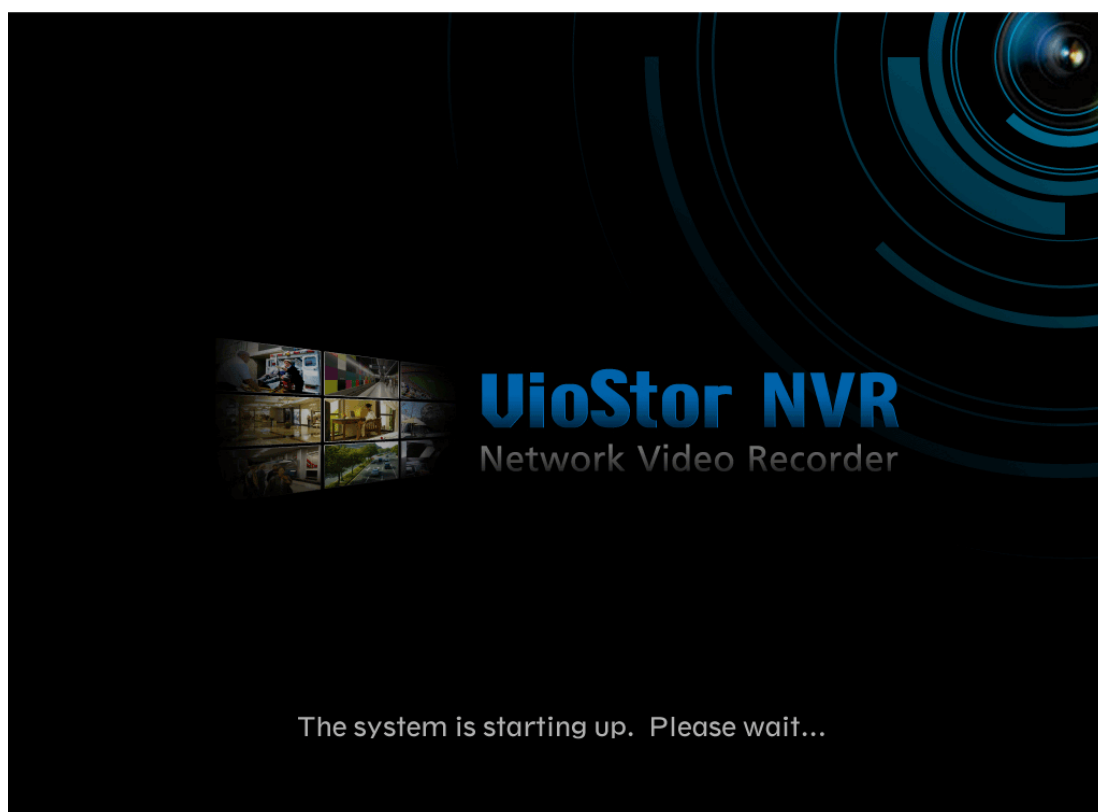 VioStor NVR
Network Video Recorder
The system is starting up. Please wait...